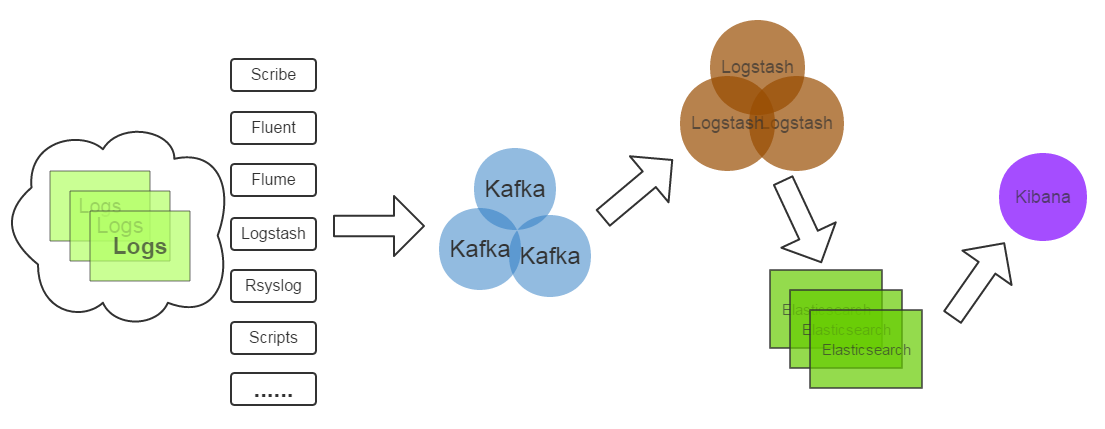 Logs
Logs
Logs
Scribe
Fluent
Flume
Logstash
Rsyslog
Scripts
......
Kafka
Kafka
Kafka
Logstash
Logstash
Logstash
Elasticsearch
Elasticsearch
Elasticsearch
Kibana